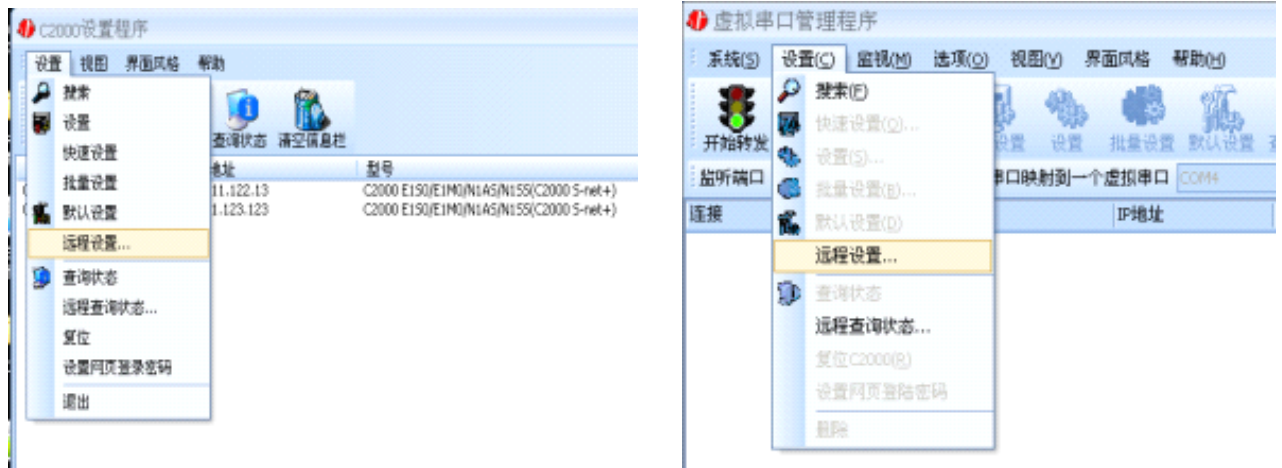 C2000设置程序
设置 视图 界面风格 帮助
搜索
设置
快速设置
批量设置
默认设置
远程设置...
查询状态
远程查询状态...
复位
设置网页登录密码
退出
查询状态 清空信息栏
地址 型号
11.122.13 C2000 E150/E1M0/N1A5/N155(C2000 S-net+)
1.123.123 C2000 E150/E1M0/N1A5/N155(C2000 S-net+)
虚拟串口管理程序
系统(S) 设置(C) 监视(M) 选项(O) 视图(V) 界面风格 帮助(H)
搜索(F)
快速设置(Q)...
设置(S)...
批量设置(B)...
默认设置(D)
远程设置...
查询状态
远程查询状态...
复位C2000(R)
设置网页登陆密码
删除
开始转发 设置 设置 批量设置 默认设置
监听端口 串口映射到一个虚拟串口 COM4
连接 IP地址